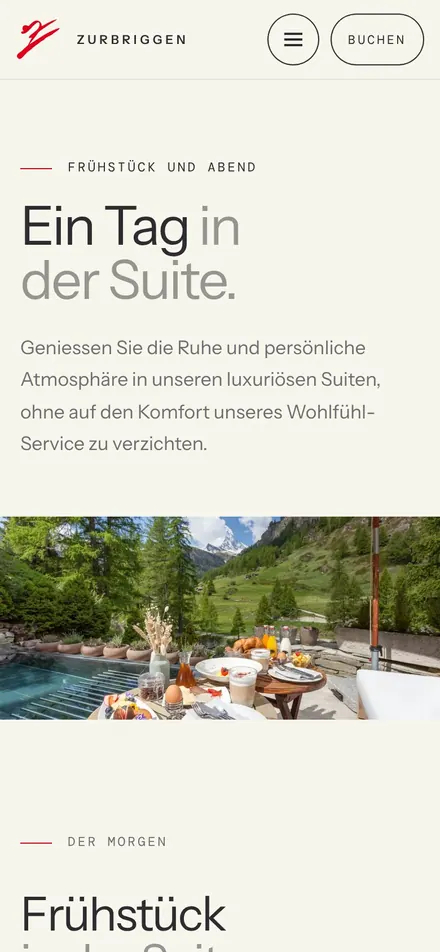 ZURBRIGGEN
BUCHEN
FRÜHSTÜCK UND ABEND
Ein Tag in
der Suite.
Geniessen Sie die Ruhe und persönliche
Atmosphäre in unseren luxuriösen Suiten,
ohne auf den Komfort unseres Wohlfühl-
Service zu verzichten.
DER MORGEN
Frühstück